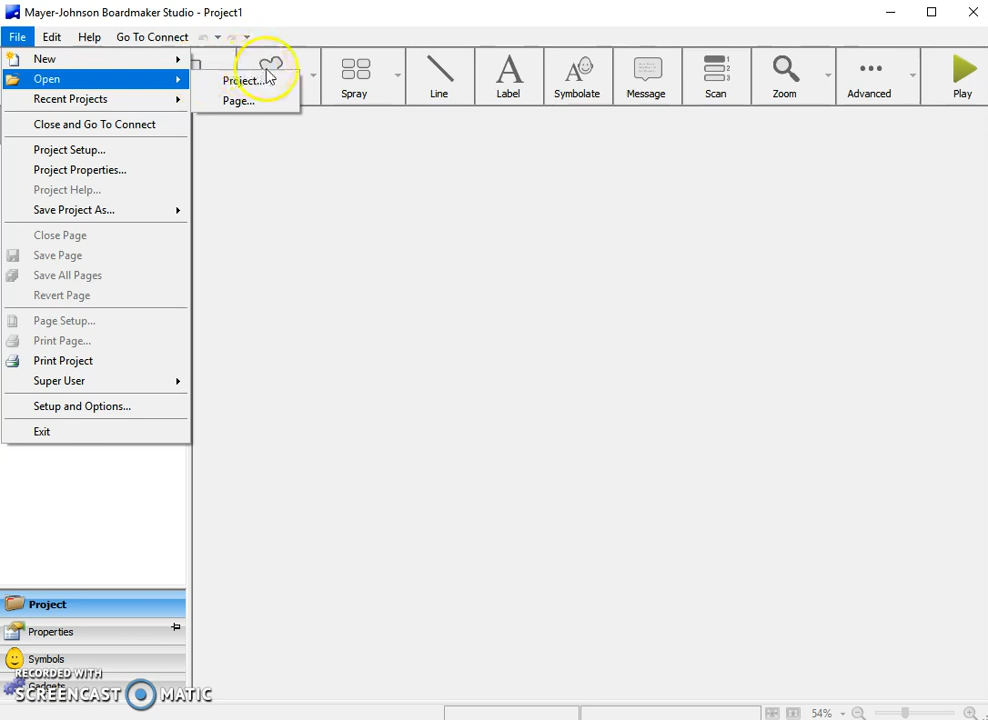 Mayer-Johnson Boardmaker Studio - Project1
File Edit Help Go To Connect
New
Open
Recent Projects
Close and Go To Connect
Project Setup...
Project Properties...
Project Help...
Save Project As...
Close Page
Save Page
Save All Pages
Revert Page
Page Setup...
Print Page...
Print Project
Super User
Setup and Options...
Exit
Project...
Page...
Spray Line Label Symbolate Message Scan Zoom Advanced Play
Project
Properties
Symbols
Gadgets
RECORDED WITH
SCREENCAST MATIC
54%